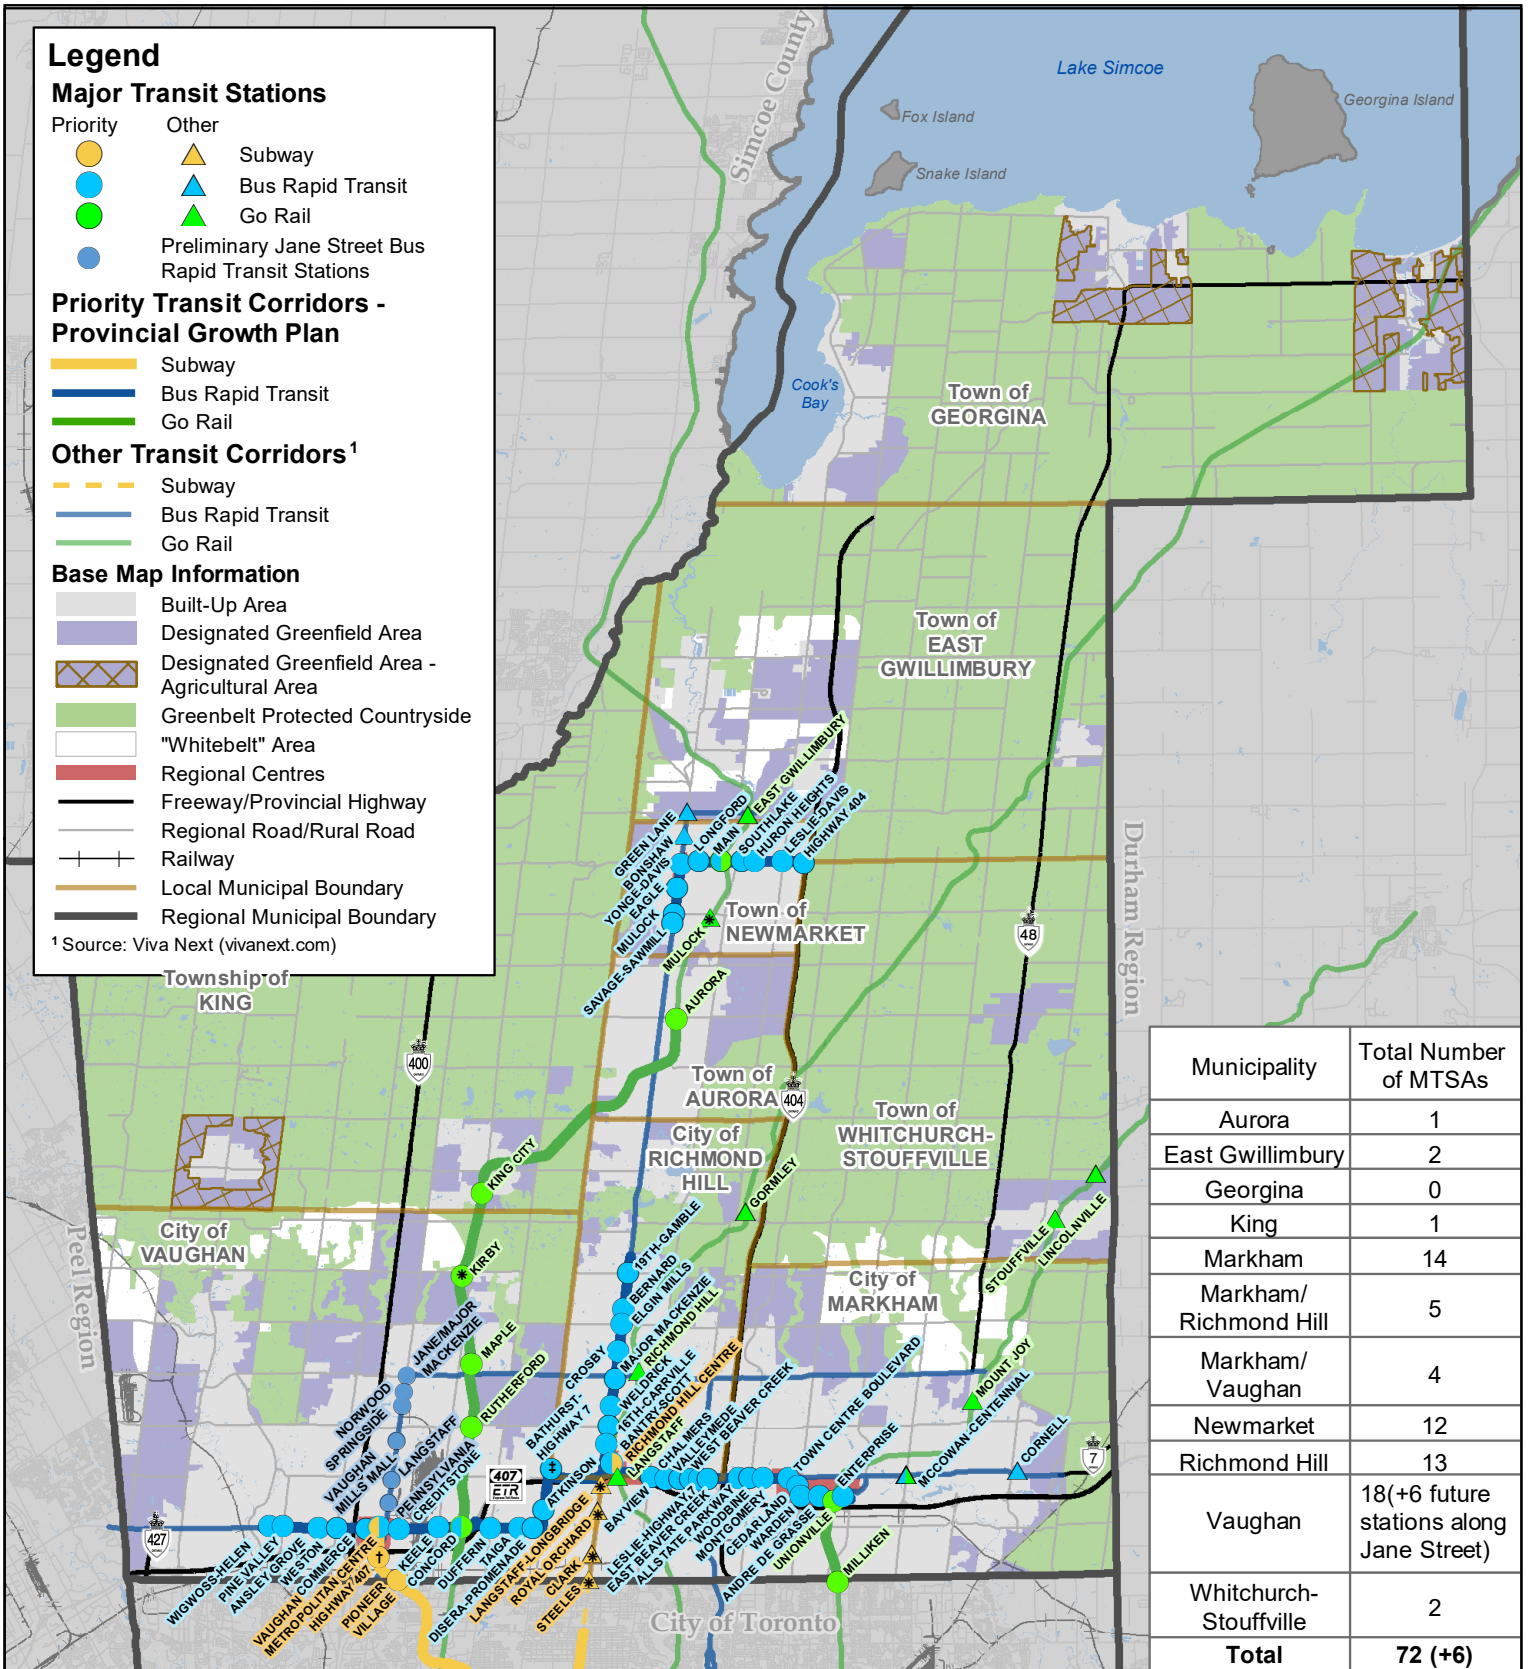 Legend
Major Transit Stations
Priority Other
Subway
Bus Rapid Transit
Go Rail
Preliminary Jane Street Bus
Rapid Transit Stations
Priority Transit Corridors -
Provincial Growth Plan
Subway
Bus Rapid Transit
Go Rail
Other Transit Corridors 1
Subway
Bus Rapid Transit
Go Rail
Base Map Information
Built-Up Area
Designated Greenfield Area
Designated Greenfield Area -
Agricultural Area
Greenbelt Protected Countryside
"Whitebelt" Area
Regional Centres
Freeway/Provincial Highway
Regional Road/Rural Road
Railway
Local Municipal Boundary
Regional Municipal Boundary
1 Source: Viva Next (vivanext.com)
Simcoe County
Lake Simcoe
Fox Island
Georgina Island
Snake Island
Cook's
Bay
Town of
GEORGINA
Town of
EAST
GWILLIMBURY
GREEN LANE
BONSHAW
YONGE-DAVIS
EAGLE
MULOCK
SAVAGE-SAWMILL
LONGFORD
MAIN
EAST GWILLIMBURY
SOUTHLAKE
HURON HEIGHTS
LESLIE-DAVIS
HIGHWAY 404
MULOCK
Town of
NEWMARKET
48
Durham Region
AURORA
Township of
KING
400
Town of
AURORA
404
Town of
WHITCHURCH-
STOUFFVILLE
City of
RICHMOND
HILL
KING CITY
GORMLEY
STOUFFVILLE
LINCOLNVILLE
City of
VAUGHAN
Peel Region
KIRBY
City of
MARKHAM
19TH-GAMBLE
BERNARD
ELGIN MILLS
CROSBY
MAJOR MACKENZIE
RICHMOND HILL
WELDRICK
16TH-CARRVILLE
BANTRY-SCOTT
RICHMOND HILL CENTRE
LANGSTAFF
JANE/MAJOR
MACKENZIE
NORWOOD
SPRINGSIDE
VAUGHAN
MILLS MALL
LANGSTAFF
MAPLE
RUTHERFORD
PENNSYLVANIA
CREDITSTONE
BATHURST-
HIGHWAY 7
407
ETR
ATKINSON
BAYVIEW
CHALMERS
VALLEYMEDE
WEST BEAVER CREEK
LESLIE-HIGHWAY 7
EAST BEAVER CREEK
ALLSTATE PARKWAY
WOODBINE
MONTGOMERY
CEDARLAND
WARDEN
ANDRE DE GRASSE
UNIONVILLE
TOWN CENTRE BOULEVARD
ENTERPRISE
MCCOWAN-CENTENNIAL
MOUNT JOY
CORNELL
7
MILLIKEN
427
WIGWOSS-HELEN
PINE VALLEY
ANSLEY GROVE
WESTON
COMMERCE
VAUGHAN
METROPOLITAN CENTRE
HIGHWAY 407
PIONEER
VILLAGE
KEELE
CONCORD
DUFFERIN
TAIGA
DISERA-PROMENADE
LANGSTAFF-LONGBRIDGE
ROYAL ORCHARD
CLARK
STEELES
City of Toronto
Municipality Total Number
of MTSAs
Aurora 1
East Gwillimbury 2
Georgina 0
King 1
Markham 14
Markham/
Richmond Hill 5
Markham/
Vaughan 4
Newmarket 12
Richmond Hill 13
Vaughan 18(+6 future
stations along
Jane Street)
Whitchurch-
Stouffville 2
Total 72 (+6)